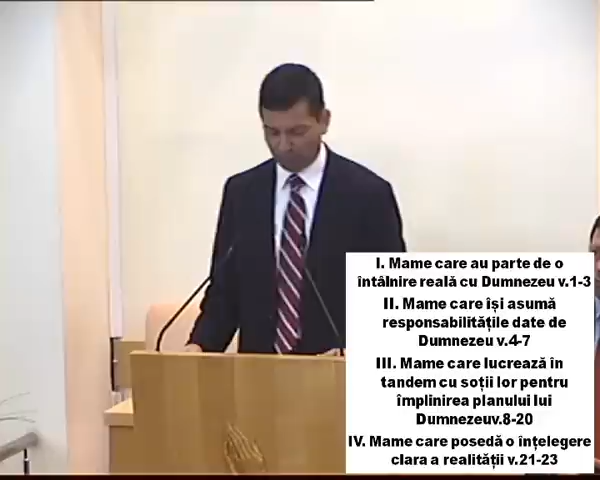 I. Mame care au parte de o
întâlnire reală cu Dumnezeu v.1-3
II. Mame care își asumă
responsabilitățile date de
Dumnezeu v.4-7
III. Mame care lucrează în
tandem cu soții lor pentru
împlinirea planului lui
Dumnezeuv.8-20
IV. Mame care posedă o înțelegere
clara a realității v.21-23